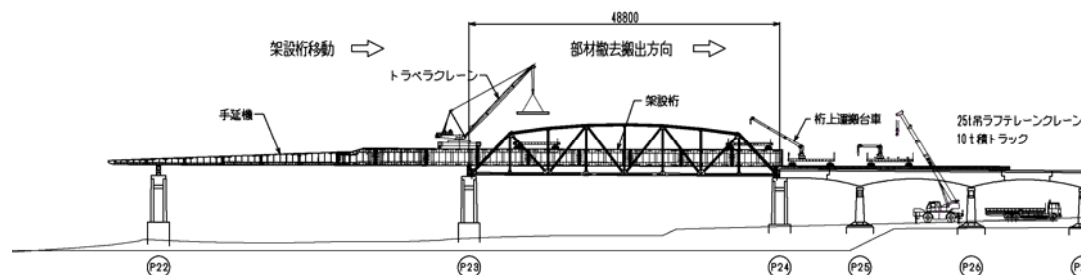 48800
架設桁移動
部材撤去搬出方向
トラベラクレーン
手延機
架設桁
桁上運搬台車
25t吊ラフテレーンクレーン
10t積トラック
P22
P23
P24
P25
P26